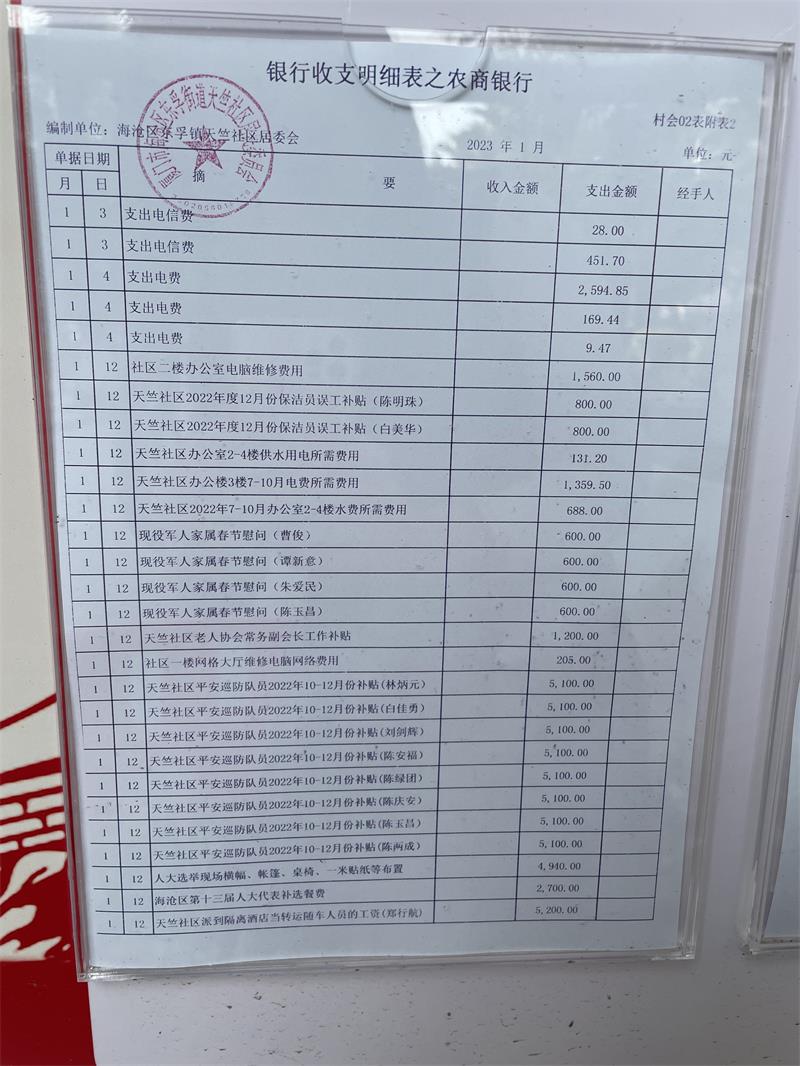 银行收支明细表之农商银行
村会02表附表2
编制单位：海沧区东孚镇天竺社区居委会 2023 年 1 月 单位：元
单据日期 摘 要 收入金额 支出金额 经手人
月 日
1 3 支出电信费 28.00
1 3 支出电信费 451.70
1 4 支出电费 2,594.85
1 4 支出电费 169.44
1 4 支出电费 9.47
1 12 社区二楼办公室电脑维修费用 1,560.00
1 12 天竺社区2022年度12月份保洁员误工补贴（陈明珠） 800.00
1 12 天竺社区2022年度12月份保洁员误工补贴（白美华） 800.00
1 12 天竺社区办公室2-4楼供水用电所需费用 131.20
1 12 天竺社区办公楼3楼7-10月电费所需费用 1,359.50
1 12 天竺社区2022年7-10月办公室2-4楼水费所需费用 688.00
1 12 现役军人家属春节慰问（曹俊） 600.00
1 12 现役军人家属春节慰问（谭新意） 600.00
1 12 现役军人家属春节慰问（朱爱民） 600.00
1 12 现役军人家属春节慰问（陈玉昌） 600.00
1 12 天竺社区老人协会常务副会长工作补贴 1,200.00
1 12 社区一楼网格大厅维修电脑网络费用 205.00
1 12 天竺社区平安巡防队员2022年10-12月份补贴(林炳元） 5,100.00
1 12 天竺社区平安巡防队员2022年10-12月份补贴(白佳勇） 5,100.00
1 12 天竺社区平安巡防队员2022年10-12月份补贴(刘剑辉） 5,100.00
1 12 天竺社区平安巡防队员2022年10-12月份补贴(陈安福） 5,100.00
1 12 天竺社区平安巡防队员2022年10-12月份补贴(陈绿团） 5,100.00
1 12 天竺社区平安巡防队员2022年10-12月份补贴(陈庆安） 5,100.00
1 12 天竺社区平安巡防队员2022年10-12月份补贴(陈玉昌） 5,100.00
1 12 天竺社区平安巡防队员2022年10-12月份补贴(陈两成） 5,100.00
1 12 人大选举现场横幅、帐篷、桌椅、一米贴纸等布置 4,940.00
1 12 海沧区第十三届人大代表补选餐费 2,700.00
1 12 天竺社区派到隔离酒店当转运随车人员的工资(郑行航) 5,200.00